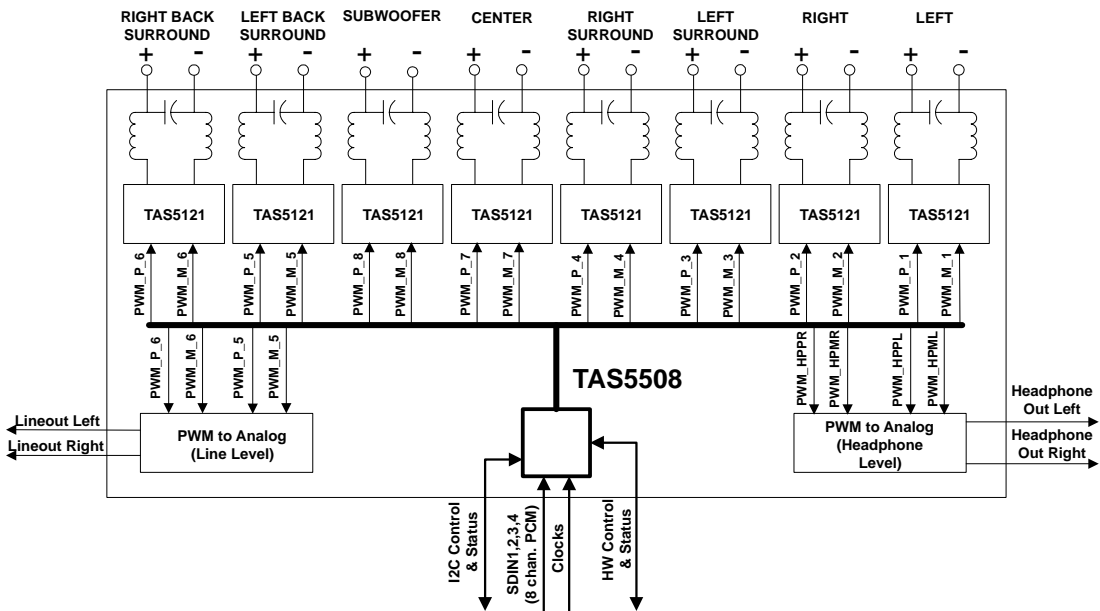 RIGHT BACK
SURROUND
LEFT BACK
SURROUND
SUBWOOFER
CENTER
RIGHT
SURROUND
LEFT
SURROUND
RIGHT
LEFT
+ -
+ -
+ -
+ -
+ -
+ -
+ -
+ -
TAS5121
TAS5121
TAS5121
TAS5121
TAS5121
TAS5121
TAS5121
TAS5121
PWM_P_6
PWM_M_6
PWM_P_5
PWM_M_5
PWM_P_8
PWM_M_8
PWM_P_7
PWM_M_7
PWM_P_4
PWM_M_4
PWM_P_3
PWM_M_3
PWM_P_2
PWM_M_2
PWM_P_1
PWM_M_1
PWM_P_6
PWM_M_6
PWM_P_5
PWM_M_5
PWM_HPPR
PWM_HPMR
PWM_HPPL
PWM_HPML
TAS5508
Lineout Left
Lineout Right
PWM to Analog
(Line Level)
PWM to Analog
(Headphone
Level)
Headphone
Out Left
Headphone
Out Right
I2C Control
& Status
SDIN1,2,3,4
(8 chan. PCM)
Clocks
HW Control
& Status